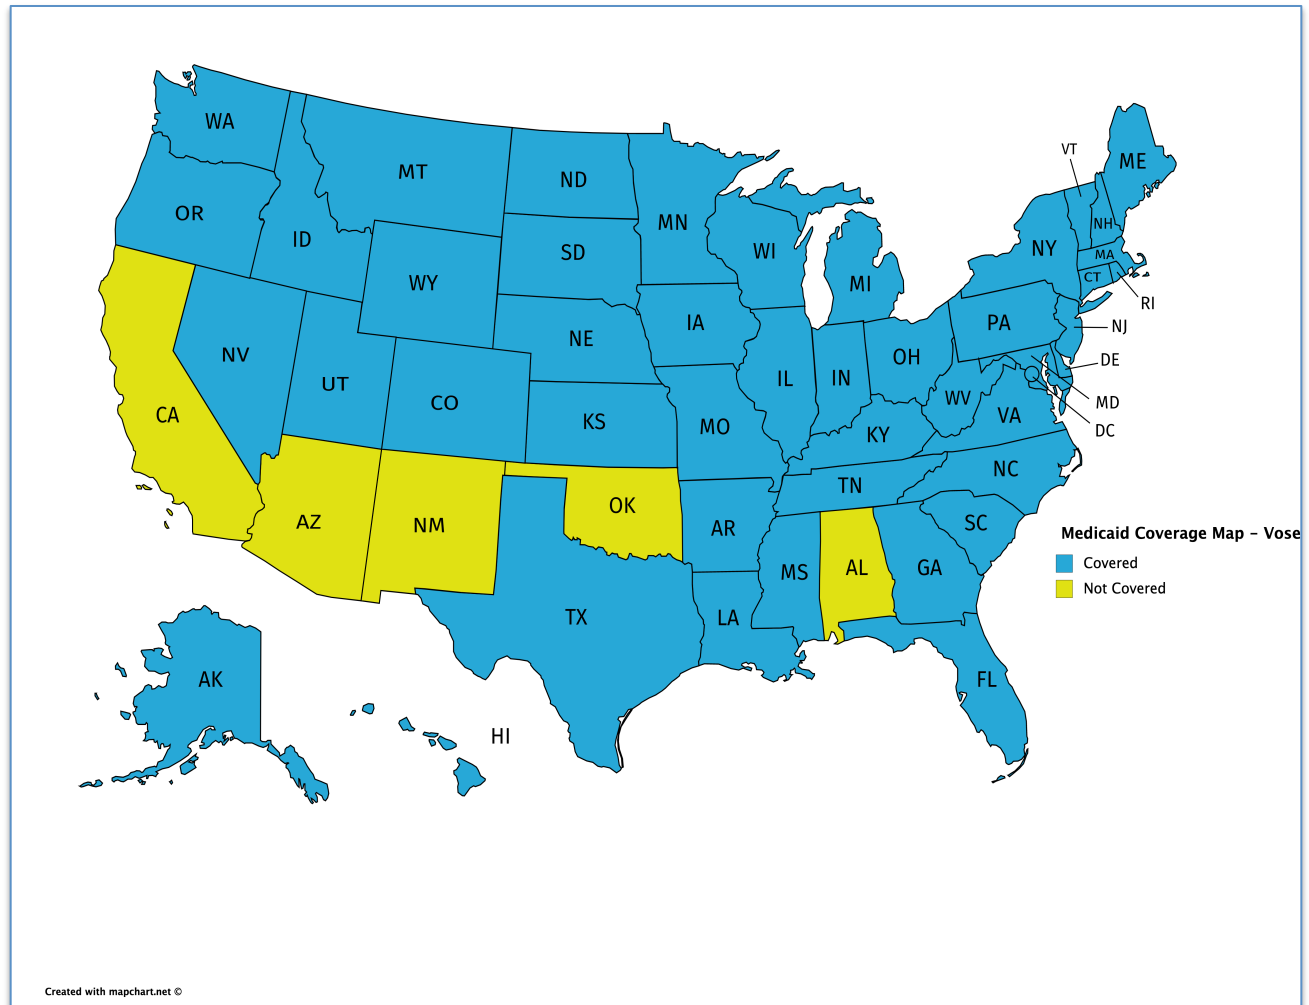 WA
MT
ND
MN
VT
ME
OR
ID
SD
WI
NH
NY
MA
WY
MI
CT
RI
NE
IA
PA
NJ
NV
UT
CO
IL
IN
OH
DE
WV
MD
CA
KS
MO
KY
VA
DC
NC
TN
AZ
NM
OK
AR
SC
MS
AL
GA
Medicaid Coverage Map – Vose
Covered
Not Covered
TX
LA
AK
FL
HI
Created with mapchart.net ©